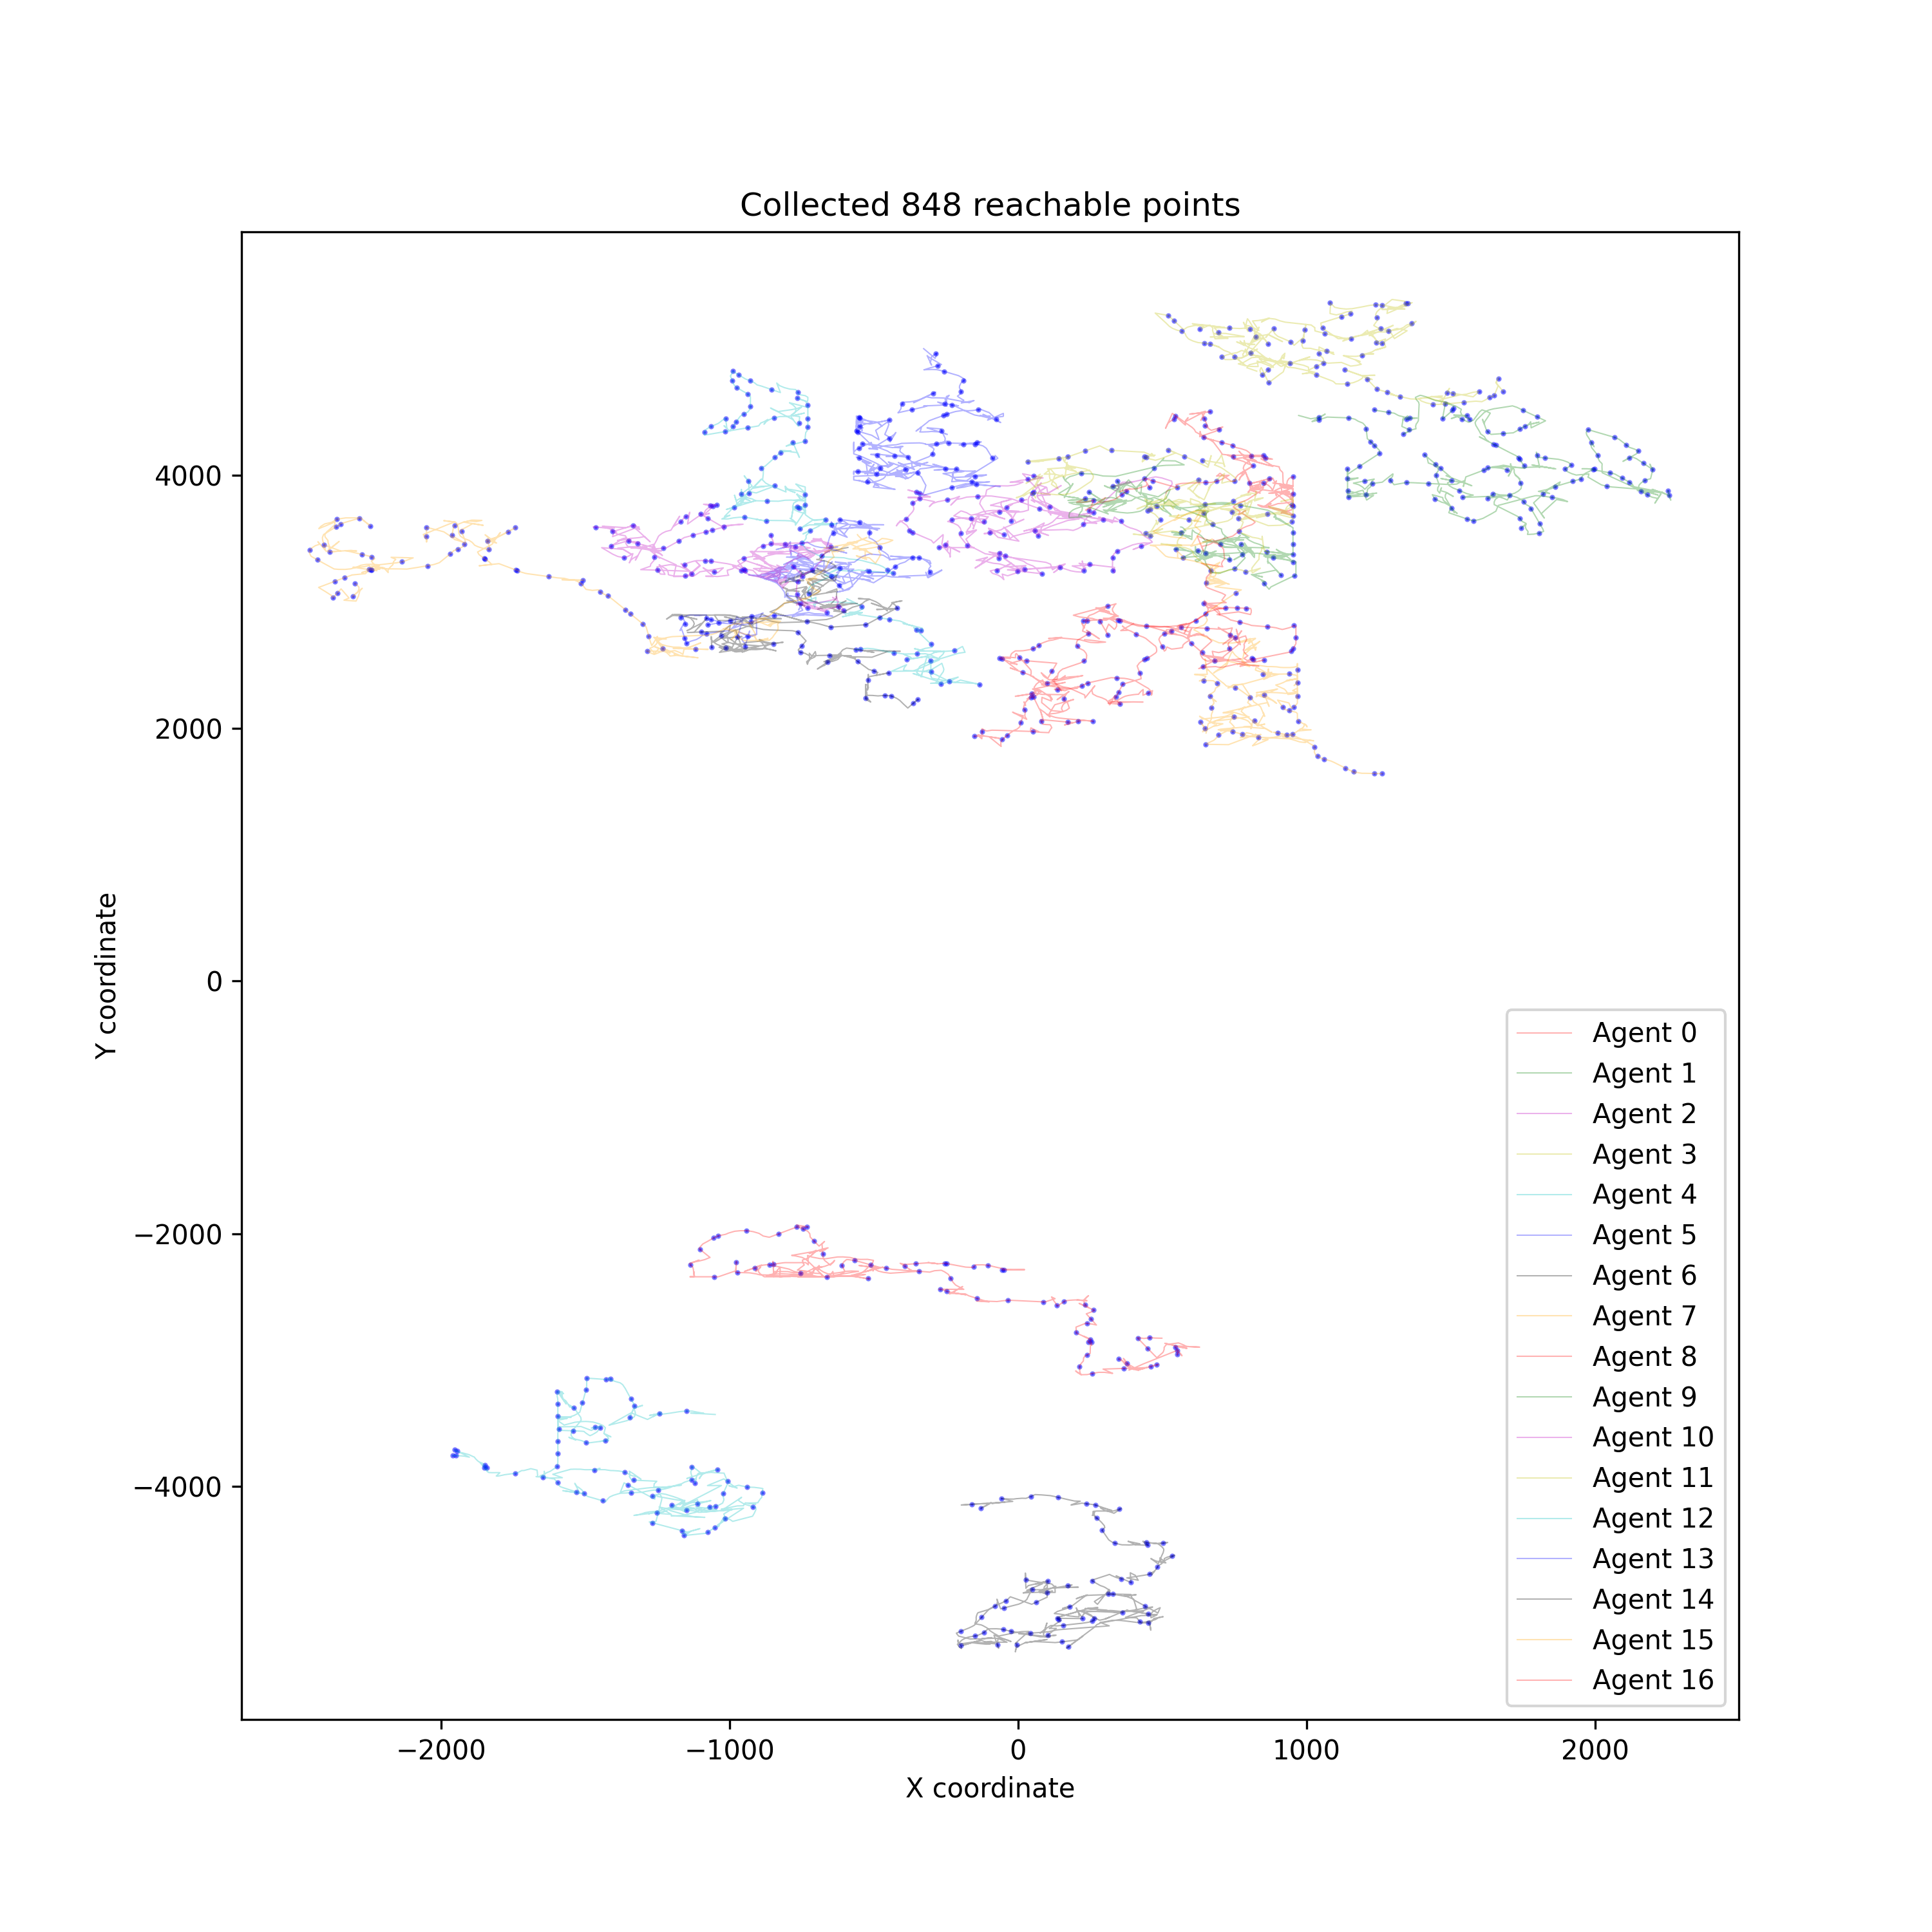 Collected 848 reachable points
4000
2000
0
−2000
−4000
Y coordinate
−2000
−1000
0
1000
2000
X coordinate
Agent 0
Agent 1
Agent 2
Agent 3
Agent 4
Agent 5
Agent 6
Agent 7
Agent 8
Agent 9
Agent 10
Agent 11
Agent 12
Agent 13
Agent 14
Agent 15
Agent 16